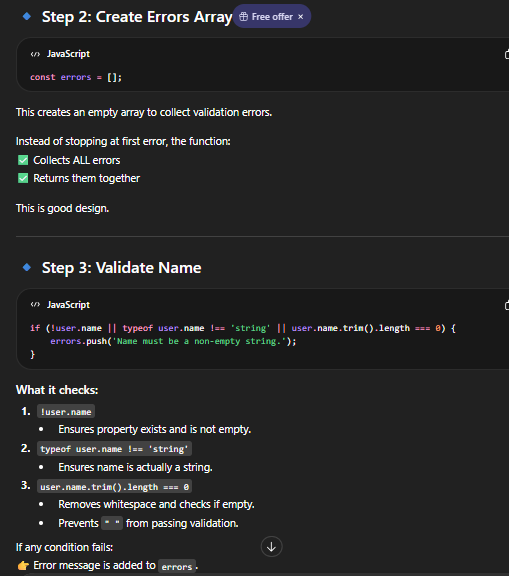 Step 2: Create Errors Array
Free offer ×
JavaScript
const errors = [];
This creates an empty array to collect validation errors.
Instead of stopping at first error, the function:
✅ Collects ALL errors
✅ Returns them together
This is good design.
Step 3: Validate Name
JavaScript
if (!user.name || typeof user.name !== 'string' || user.name.trim().length === 0) {
    errors.push('Name must be a non-empty string.');
}
What it checks:
1. !user.name
• Ensures property exists and is not empty.
2. typeof user.name !== 'string'
• Ensures name is actually a string.
3. user.name.trim().length === 0
• Removes whitespace and checks if empty.
• Prevents " " from passing validation.
If any condition fails:
👉 Error message is added to errors.